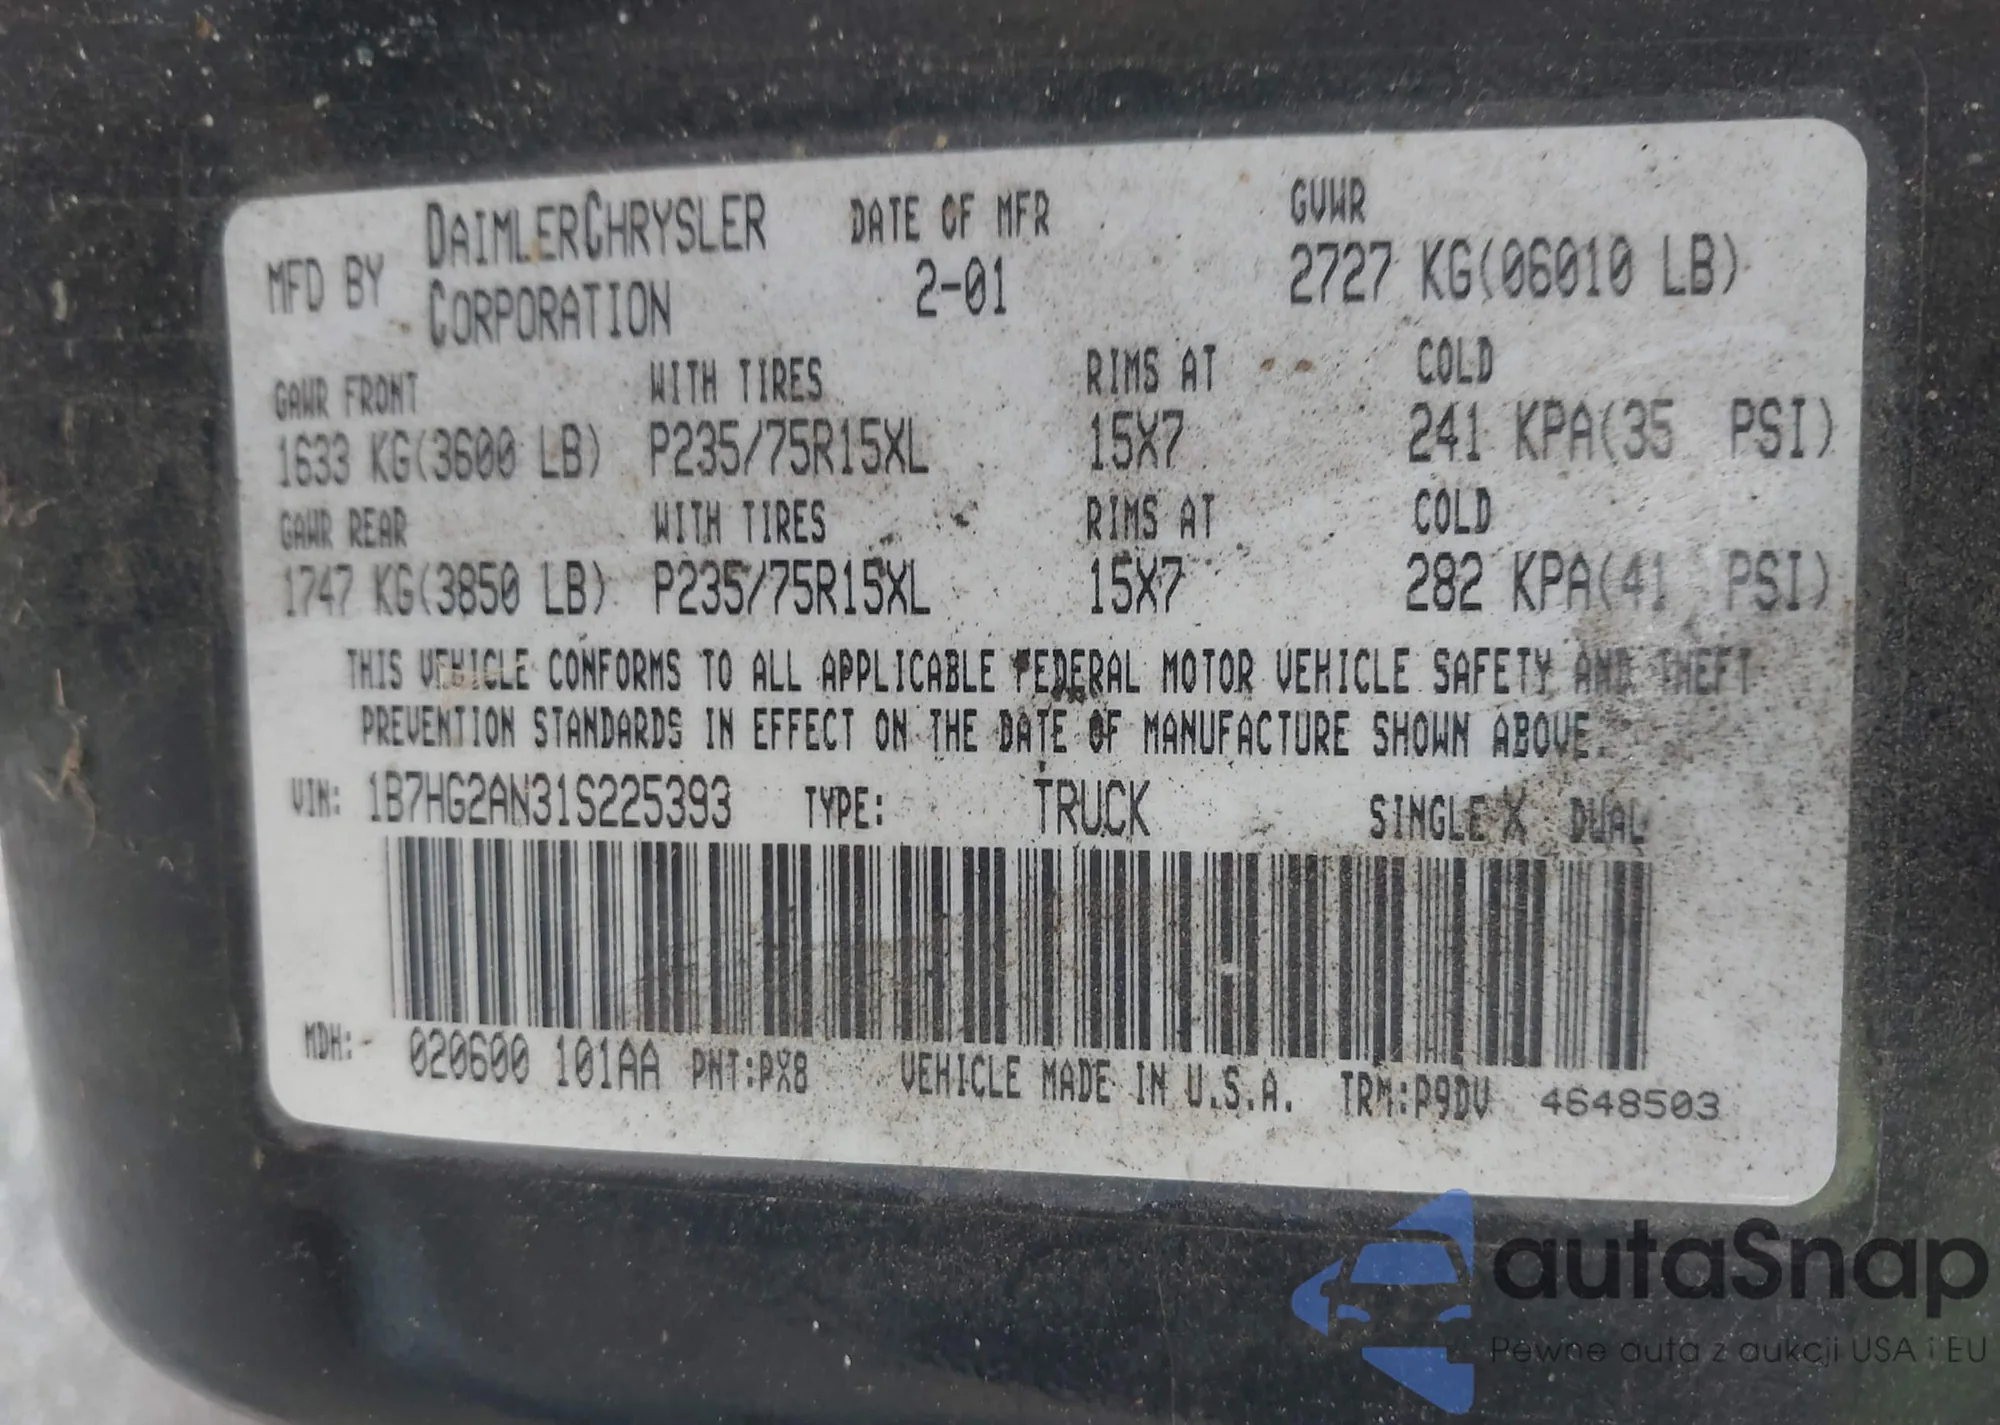 MFD BY DAIMLERCHRYSLER CORPORATION DATE OF MFR 2-01 GVWR 2727 KG(06010 LB)
GAWR FRONT WITH TIRES RIMS AT COLD
1633 KG(3600 LB) P235/75R15XL 15X7 241 KPA(35 PSI)
GAWR REAR WITH TIRES RIMS AT COLD
1747 KG(3850 LB) P235/75R15XL 15X7 282 KPA(41 PSI)
THIS VEHICLE CONFORMS TO ALL APPLICABLE FEDERAL MOTOR VEHICLE SAFETY AND THEFT
PREVENTION STANDARDS IN EFFECT ON THE DATE OF MANUFACTURE SHOWN ABOVE.
VIN: 1B7HG2AN31S225393 TYPE: TRUCK SINGLE X DUAL
MDH: 020600 101AA PNT:PX8 VEHICLE MADE IN U.S.A. TRM:P9DV 4648503
autaSnap
Pewne auta z aukcji USA i EU